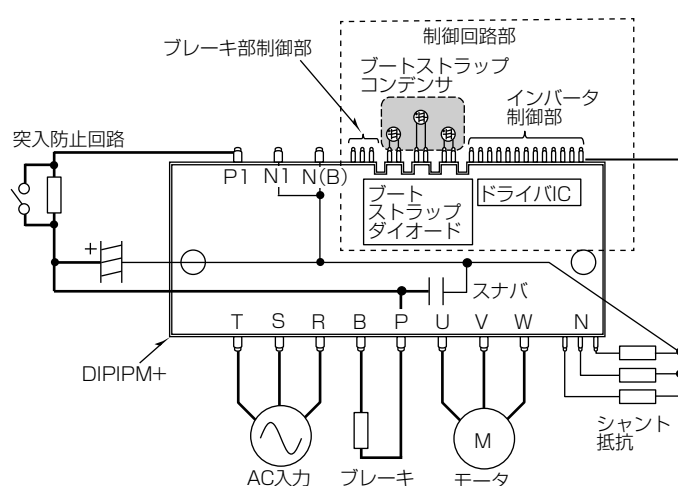 制御回路部
ブレーキ部制御部
ブートストラップ
コンデンサ
インバータ
制御部
突入防止回路
P1 N1 N(B)
ブート
ストラップ
ダイオード
ドライバIC
+
スナバ
T S R B P U V W N
DIPIPM+
M
シャント
抵抗
AC入力 ブレーキ モータ